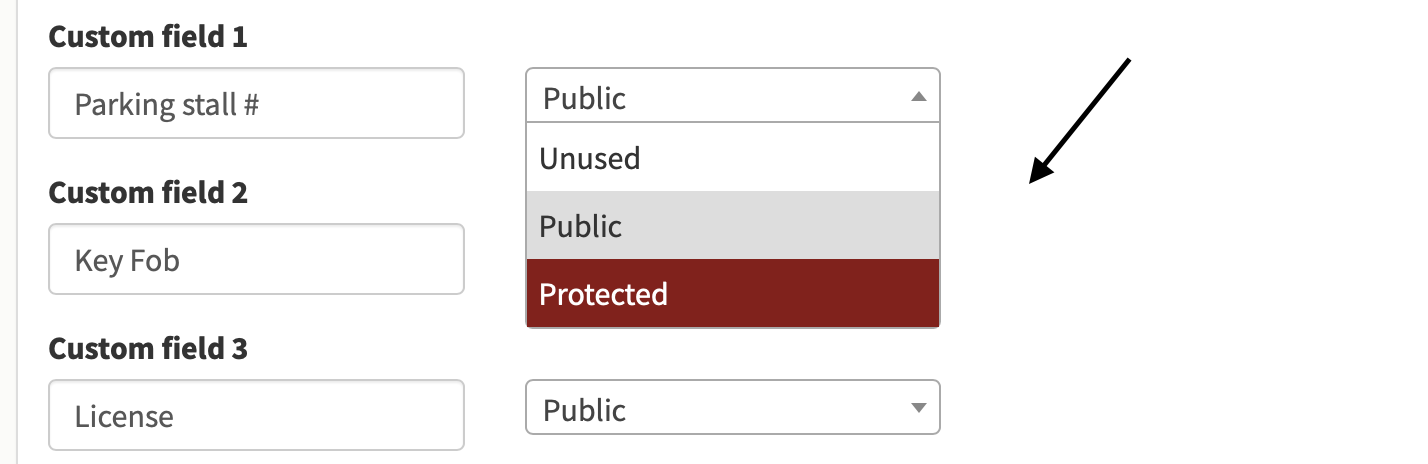 Custom field 1
Parking stall #
Public
Unused
Custom field 2
Public
Key Fob
Protected
Custom field 3
License
Public